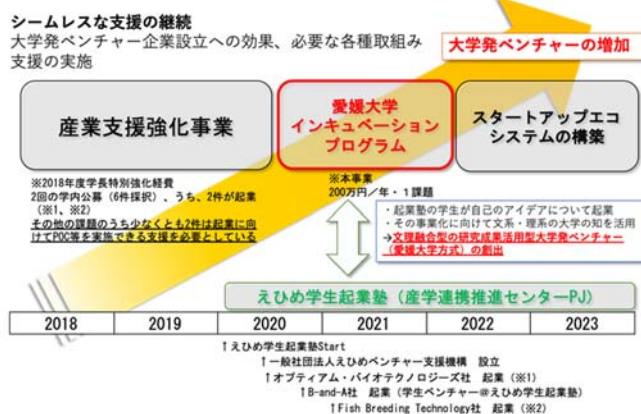 シームレスな支援の継続
大学発ベンチャー企業設立への効果、必要な各種取組み
支援の実施
大学発ベンチャーの増加
産業支援強化事業
愛媛大学
インキュベーション
プログラム
スタートアップエコ
システムの構築
※2018年度学長特別強化経費
2回の学内公募（6件採択）、うち、2件が起業
（※1、※2）
その他の課題のうち少なくとも2件は起業に向
けてPOC等を実施できる支援を必要としている
※本事業
200万円／年・１課題
・起業塾の学生が自己のアイデアについて起業
・その事業化に向けて文系・理系の大学の知を活用
→文理融合型の研究成果活用型大学発ベンチャー
（愛媛大学方式）の創出
えひめ学生起業塾（産学連携推進センターPJ）
2018 2019 2020 2021 2022 2023
↑えひめ学生起業塾Start
↑一般社団法人えひめベンチャー支援機構 設立
↑オプティアム・バイオテクノロジーズ社 起業（※1）
↑B-and-A社 起業（学生ベンチャー＠えひめ学生起業塾）
↑Fish Breeding Technology社 起業（※2）